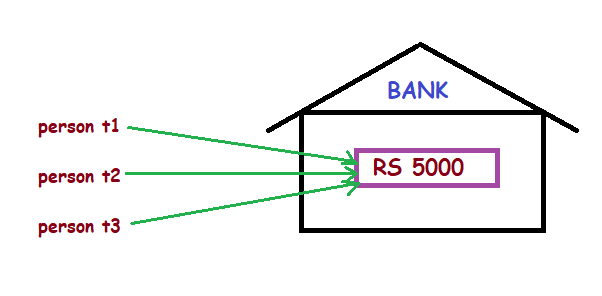 BANK
person t1
RS 5000
person t2
person t3